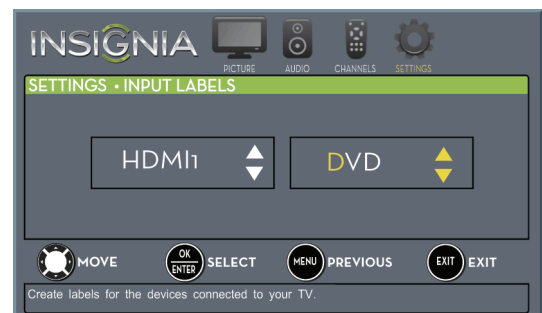 INSIGNIA
PICTURE AUDIO CHANNELS SETTINGS
SETTINGS • INPUT LABELS
HDMI1 DVD
MOVE OK ENTER SELECT MENU PREVIOUS EXIT EXIT
Create labels for the devices connected to your TV.